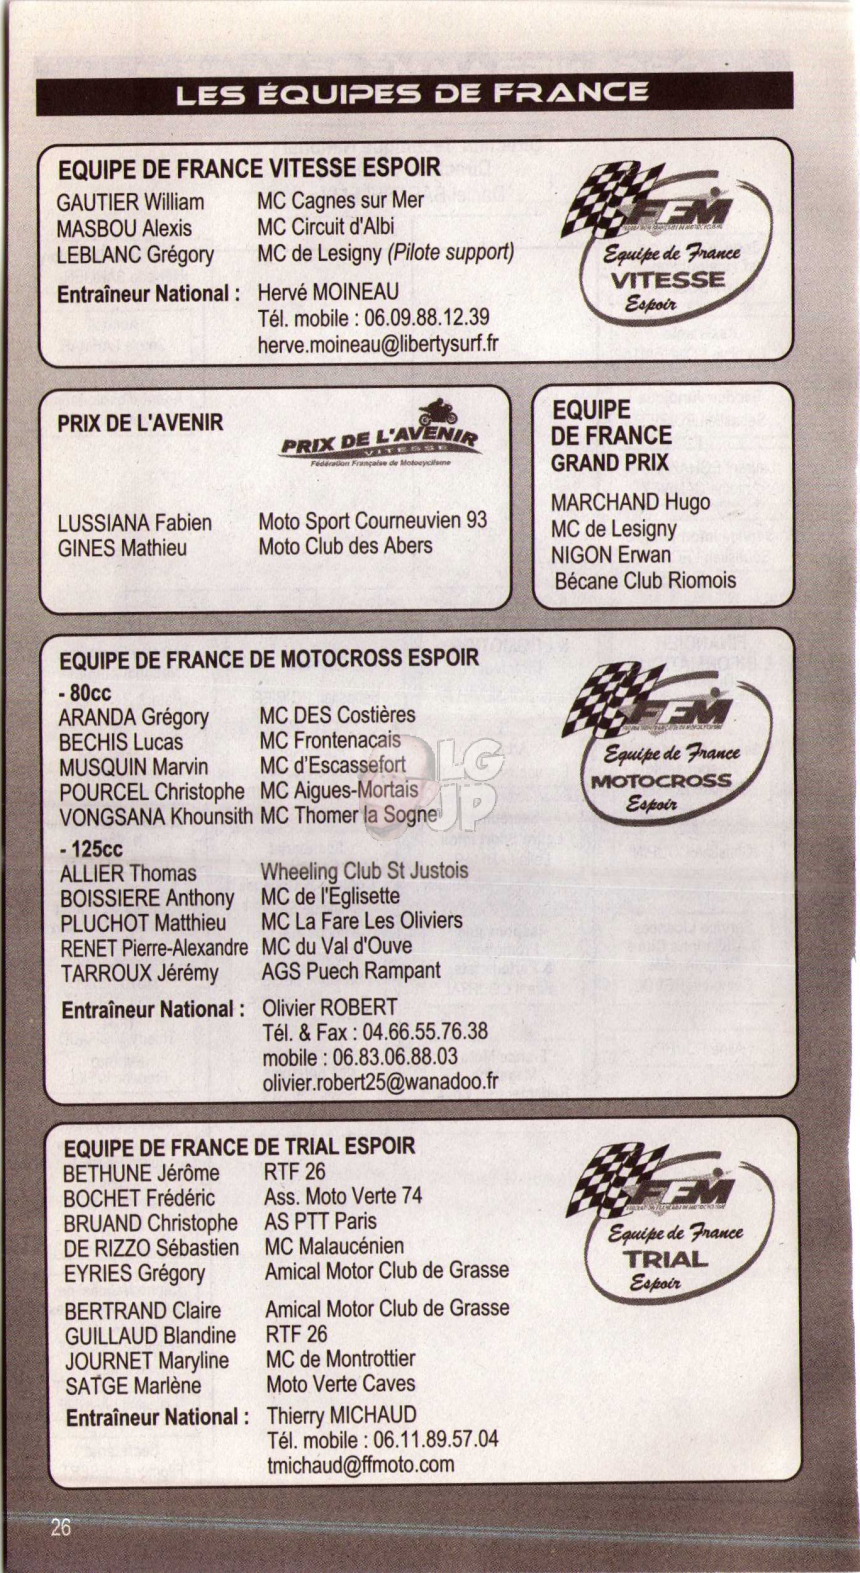 LES ÉQUIPES DE FRANCE
EQUIPE DE FRANCE VITESSE ESPOIR
GAUTIER William MC Cagnes sur Mer
MASBOU Alexis MC Circuit d'Albi
LEBLANC Grégory MC de Lesigny (Pilote support)
Entraîneur National : Hervé MOINEAU
Tél. mobile : 06.09.88.12.39
herve.moineau@libertysurf.fr
FFM
Equipe de France
VITESSE
Espoir
PRIX DE L'AVENIR
PRIX DE L'AVENIR
VITESSE
Fédération Française de Motocyclisme
LUSSIANA Fabien Moto Sport Courneuvien 93
GINES Mathieu Moto Club des Abers
EQUIPE
DE FRANCE
GRAND PRIX
MARCHAND Hugo
MC de Lesigny
NIGON Erwan
Bécane Club Riomois
EQUIPE DE FRANCE DE MOTOCROSS ESPOIR
- 80cc
ARANDA Grégory MC DES Costières
BECHIS Lucas MC Frontenacais
MUSQUIN Marvin MC d'Escassefort
POURCEL Christophe MC Aigues-Mortais
VONGSANA Khounsith MC Thomer la Sogne
- 125cc
ALLIER Thomas Wheeling Club St Justois
BOISSIERE Anthony MC de l'Eglisette
PLUCHOT Matthieu MC La Fare Les Oliviers
RENET Pierre-Alexandre MC du Val d'Ouve
TARROUX Jérémy AGS Puech Rampant
Entraîneur National : Olivier ROBERT
Tél. & Fax : 04.66.55.76.38
mobile : 06.83.06.88.03
olivier.robert25@wanadoo.fr
FFM
Equipe de France
MOTOCROSS
Espoir
LG
JP
EQUIPE DE FRANCE DE TRIAL ESPOIR
BETHUNE Jérôme RTF 26
BOCHET Frédéric Ass. Moto Verte 74
BRUAND Christophe AS PTT Paris
DE RIZZO Sébastien MC Malaucénien
EYRIES Grégory Amical Motor Club de Grasse
BERTRAND Claire Amical Motor Club de Grasse
GUILLAUD Blandine RTF 26
JOURNET Maryline MC de Montrottier
SATGE Marlène Moto Verte Caves
Entraîneur National : Thierry MICHAUD
Tél. mobile : 06.11.89.57.04
tmichaud@ffmoto.com
FFM
Equipe de France
TRIAL
Espoir
26